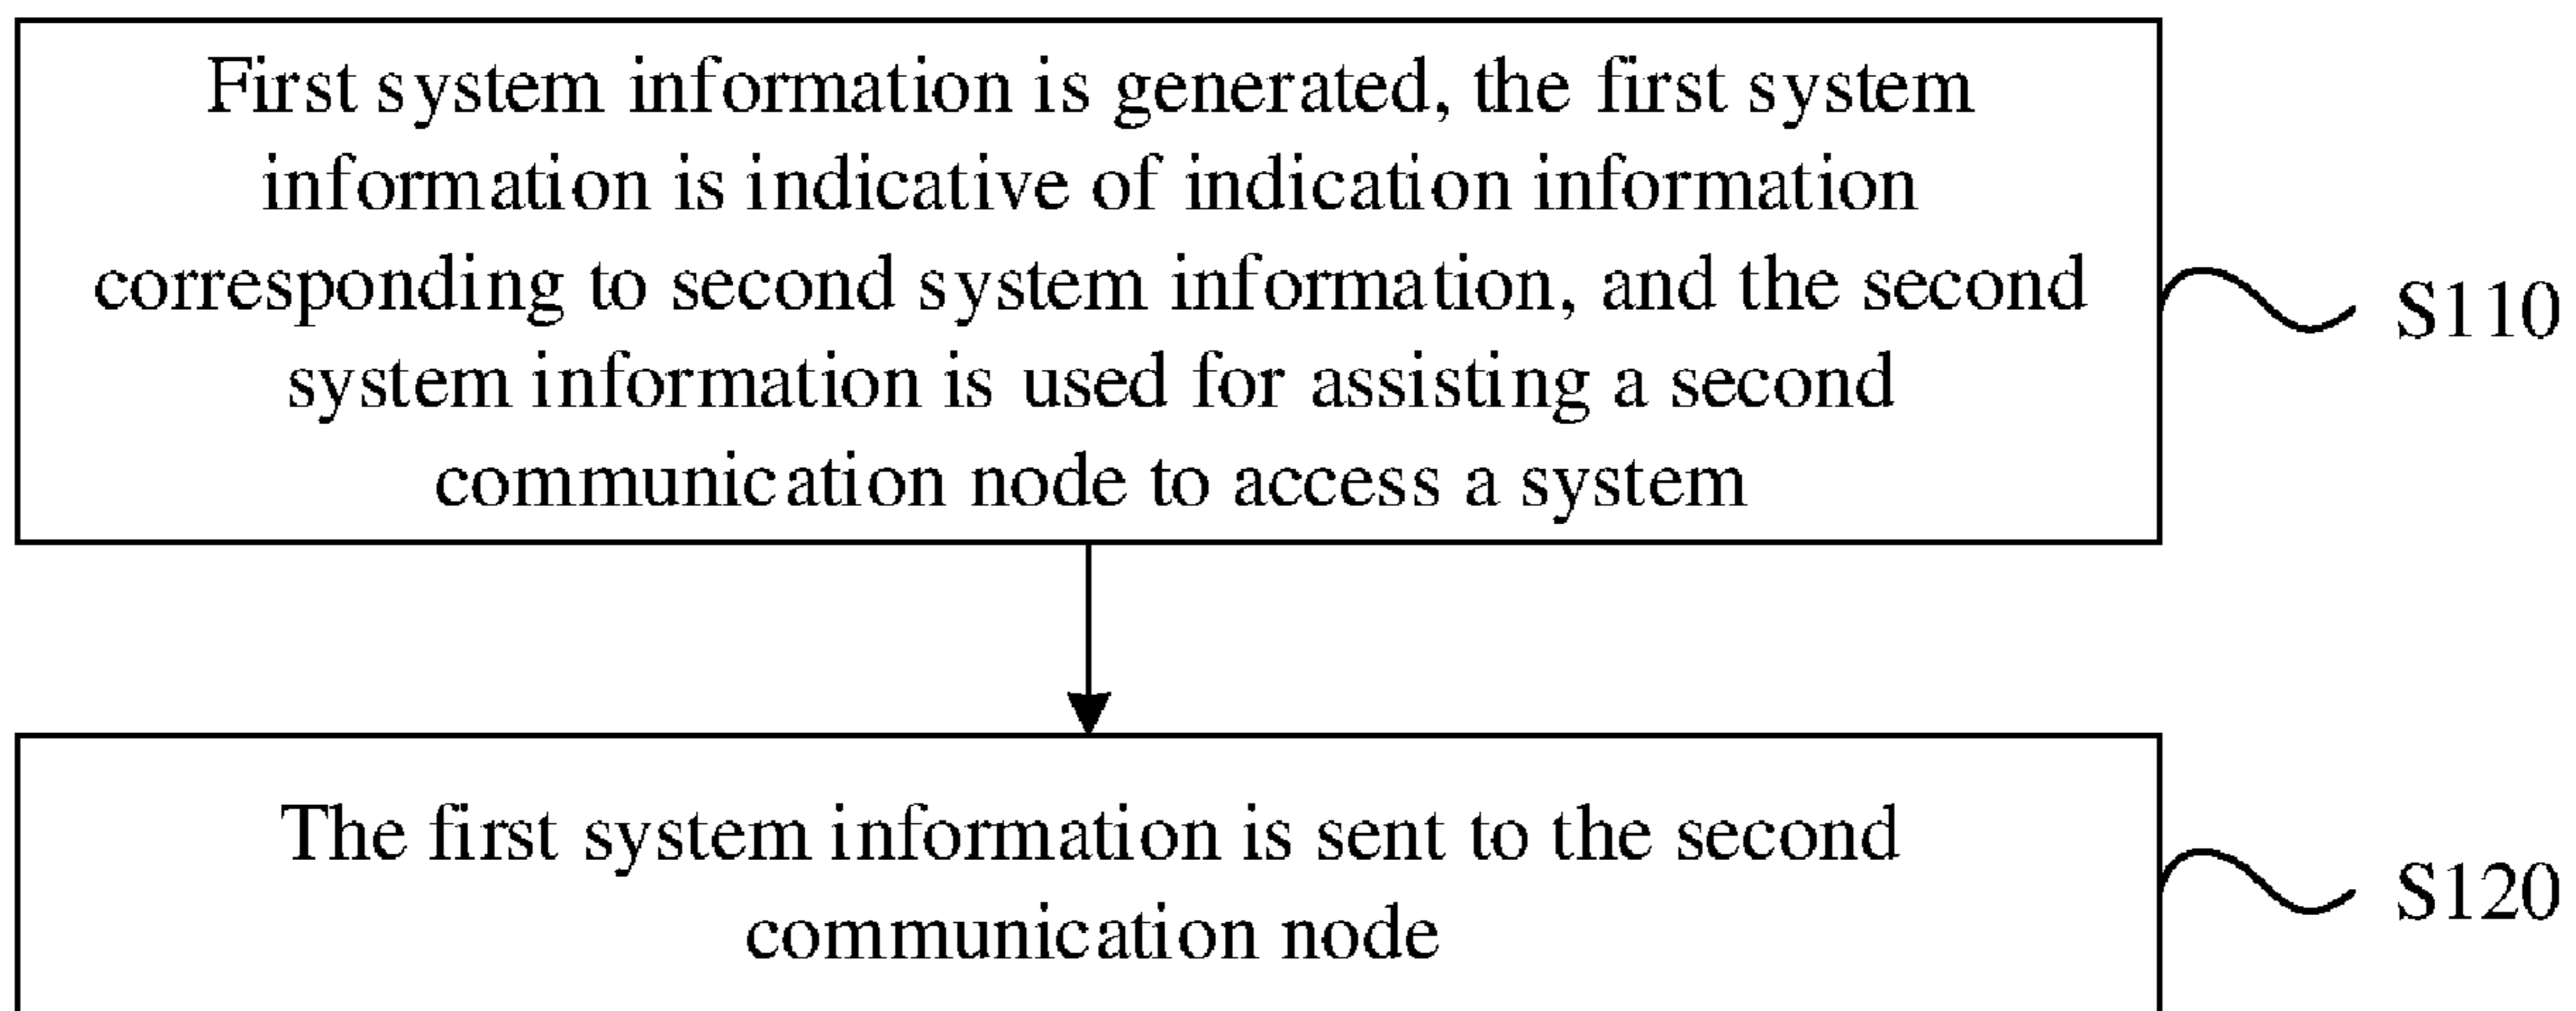 First system information is generated, the first system
information is indicative of indication information
corresponding to second system information, and the second
system information is used for assisting a second
communication node to access a system
S110
The first system information is sent to the second
communication node
S120